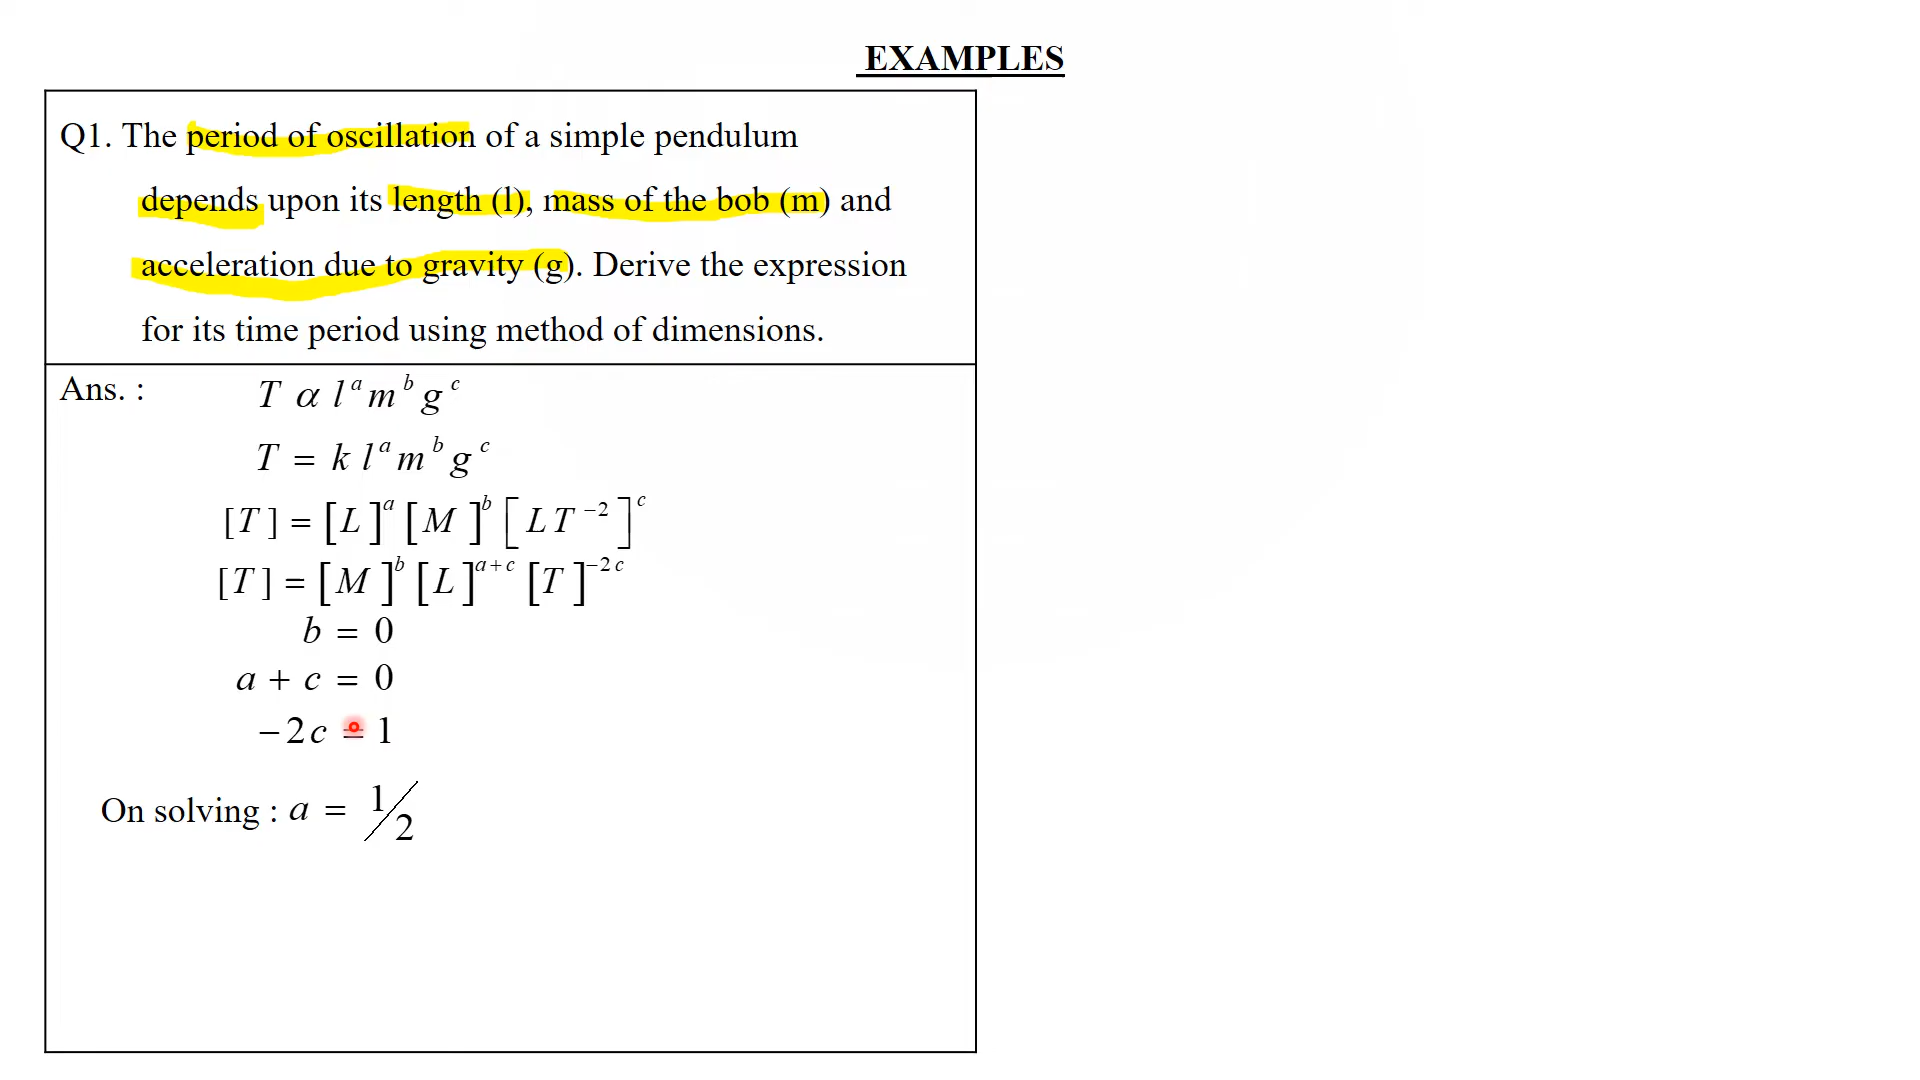 EXAMPLES
Q1. The period of oscillation of a simple pendulum
depends upon its length (l), mass of the bob (m) and
acceleration due to gravity (g). Derive the expression
for its time period using method of dimensions.
Ans. : T α l^a m^b g^c
T = k l^a m^b g^c
[T] = [L]^a [M]^b [LT^-2]^c
[T] = [M]^b [L]^a+c [T]^-2c
b = 0
a + c = 0
-2c = 1
On solving : a = 1/2